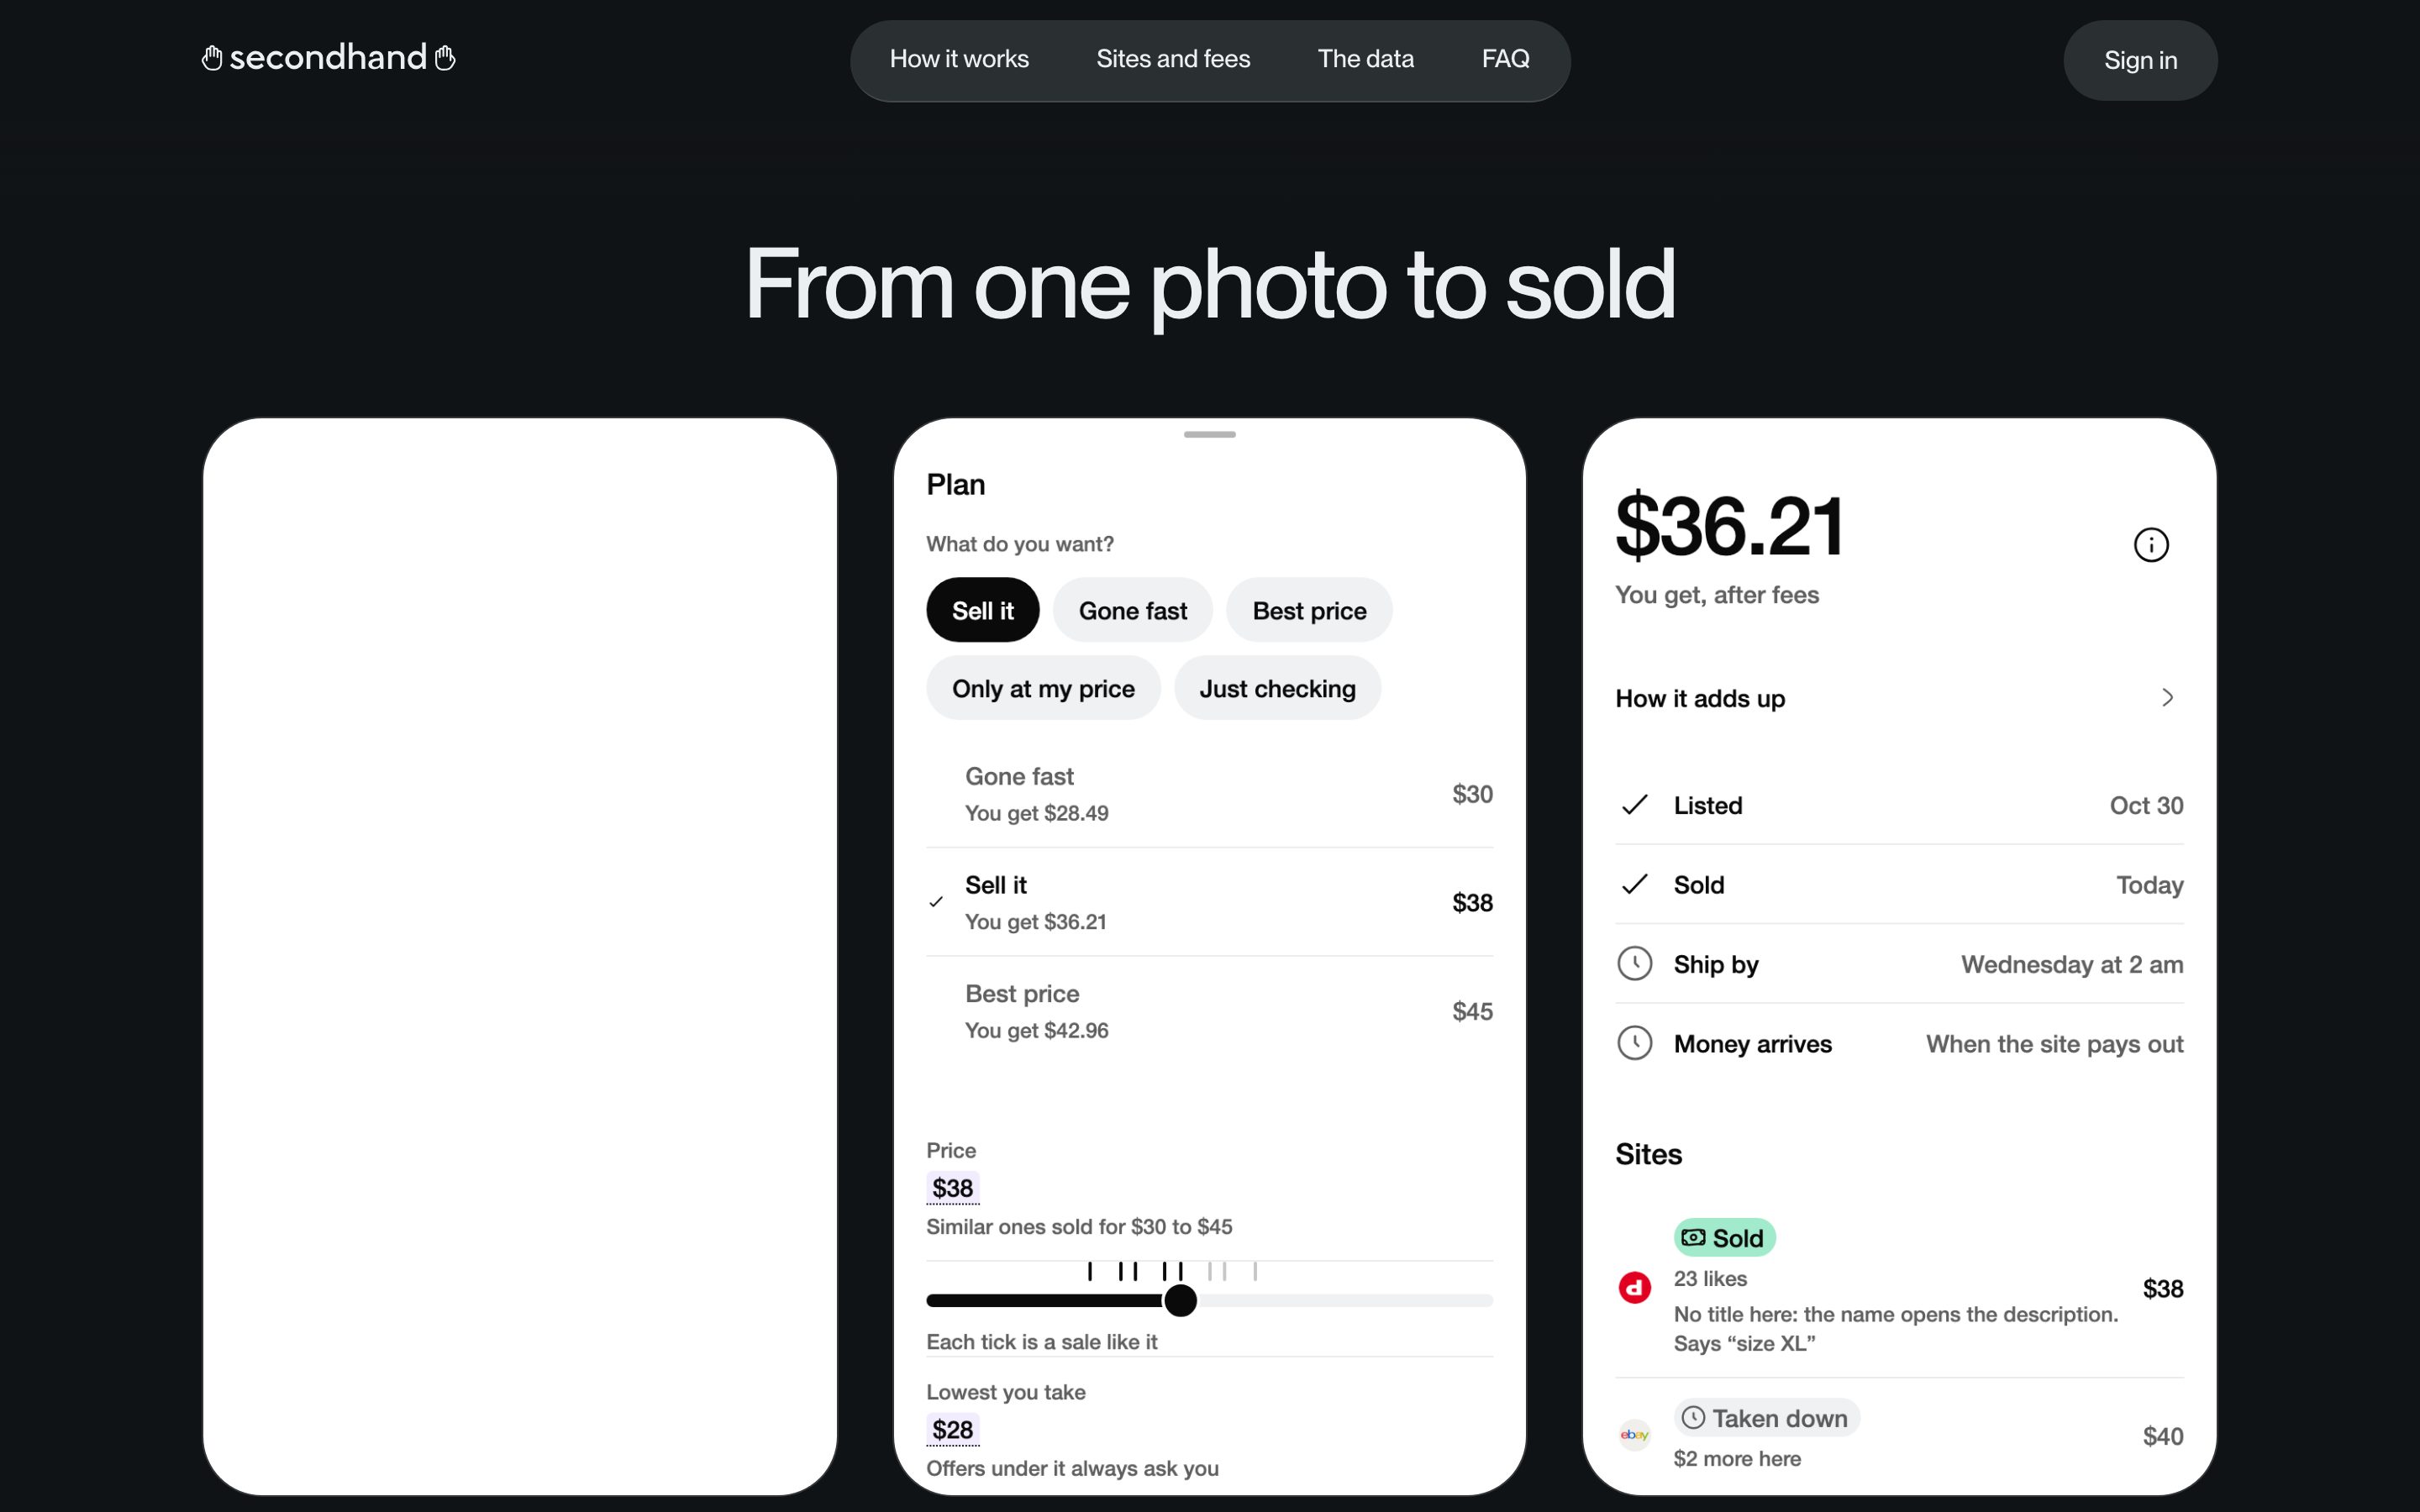 secondhand
How it works
Sites and fees
The data
FAQ
Sign in
From one photo to sold
Plan
What do you want?
Sell it
Gone fast
Best price
Only at my price
Just checking
Gone fast
You get $28.49
$30
Sell it
You get $36.21
$38
Best price
You get $42.96
$45
Price
$38
Similar ones sold for $30 to $45
Each tick is a sale like it
Lowest you take
$28
Offers under it always ask you
$36.21
You get, after fees
How it adds up
Listed
Oct 30
Sold
Today
Ship by
Wednesday at 2 am
Money arrives
When the site pays out
Sites
Sold
23 likes
d
$38
No title here: the name opens the description.
Says “size XL”
Taken down
ebay
$40
$2 more here